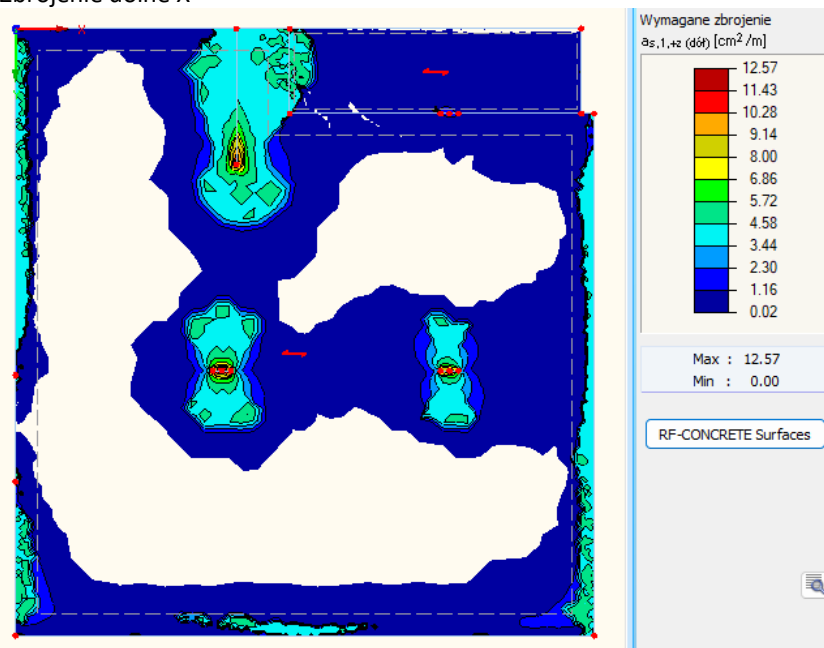 Zbrojenie dolne X
Wymagane zbrojenie
as,1,+z (dół) [cm2 /m]
12.57
11.43
10.28
9.14
8.00
6.86
5.72
4.58
3.44
2.30
1.16
0.02
Max : 12.57
Min : 0.00
RF-CONCRETE Surfaces
X